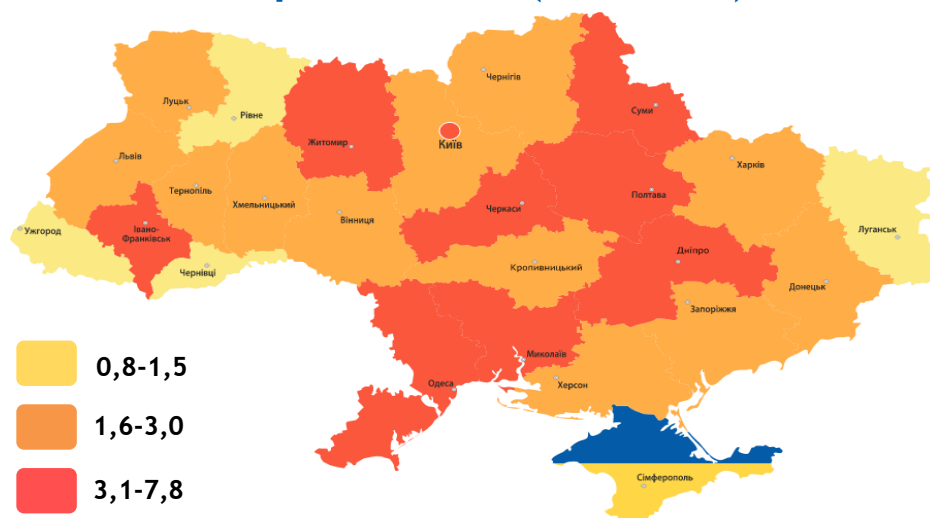 Чернігів
Луцьк
Суми
Рівне
Житомир
Київ
Львів
Харків
Тернопіль
Полтава
Хмельницький
Черкаси
Вінниця
Ужгород
Івано-
Франківськ
Луганськ
Дніпро
Чернівці
Кропивницький
Донецьк
Запоріжжя
Миколаїв
0,8-1,5
Одеса
Херсон
1,6-3,0
Сімферополь
3,1-7,8